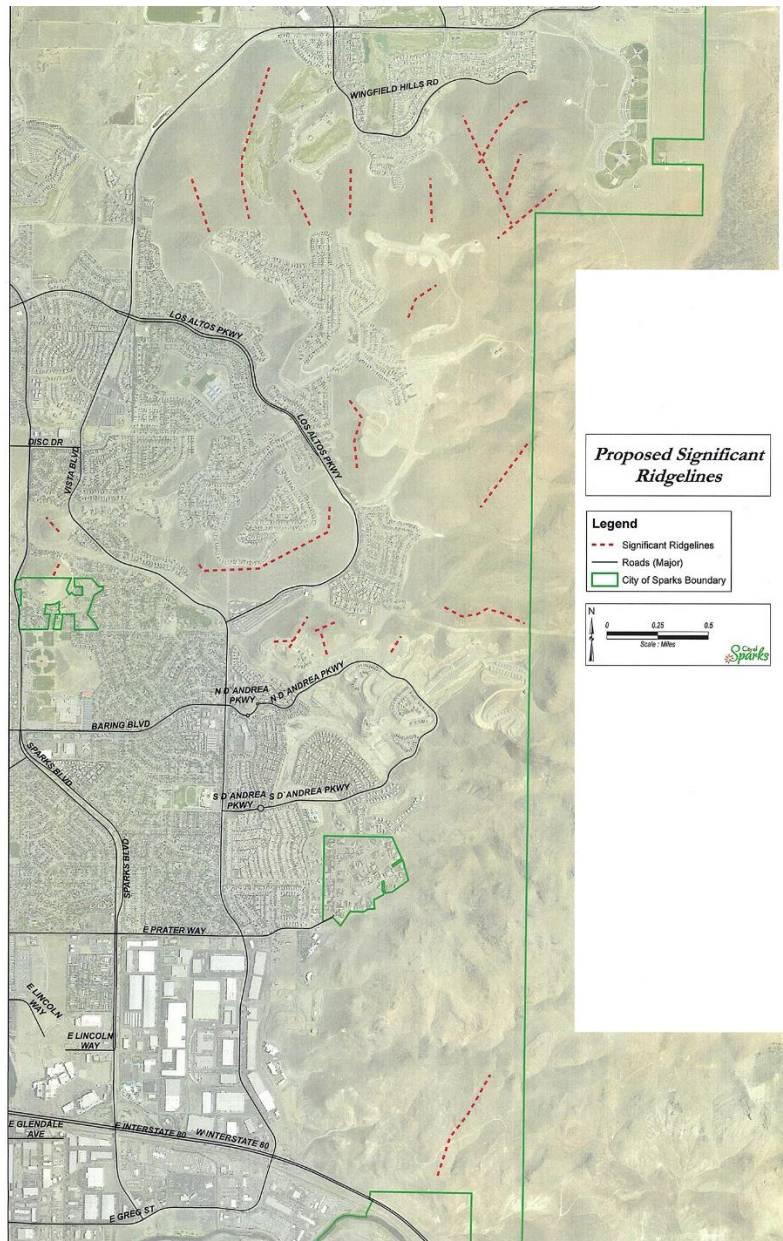 WINGFIELD HILLS RD
LOS ALTOS PKWY
LOS ALTOS PKWY
DISC DR
VISTA BLVD
Proposed Significant
Ridgelines
Legend
Significant Ridgelines
Roads (Major)
City of Sparks Boundary
N
0 0.25 0.5
Scale : Miles
City of
Sparks
N D'ANDREA
PKWY
N D'ANDREA PKWY
BARING BLVD
SPARKS BLVD
S D'ANDREA
PKWY
S D'ANDREA PKWY
SPARKS BLVD
E PRATER WAY
E LINCOLN
WAY
E LINCOLN
WAY
E GLENDALE
AVE
E INTERSTATE 80
W INTERSTATE 80
E GREG ST